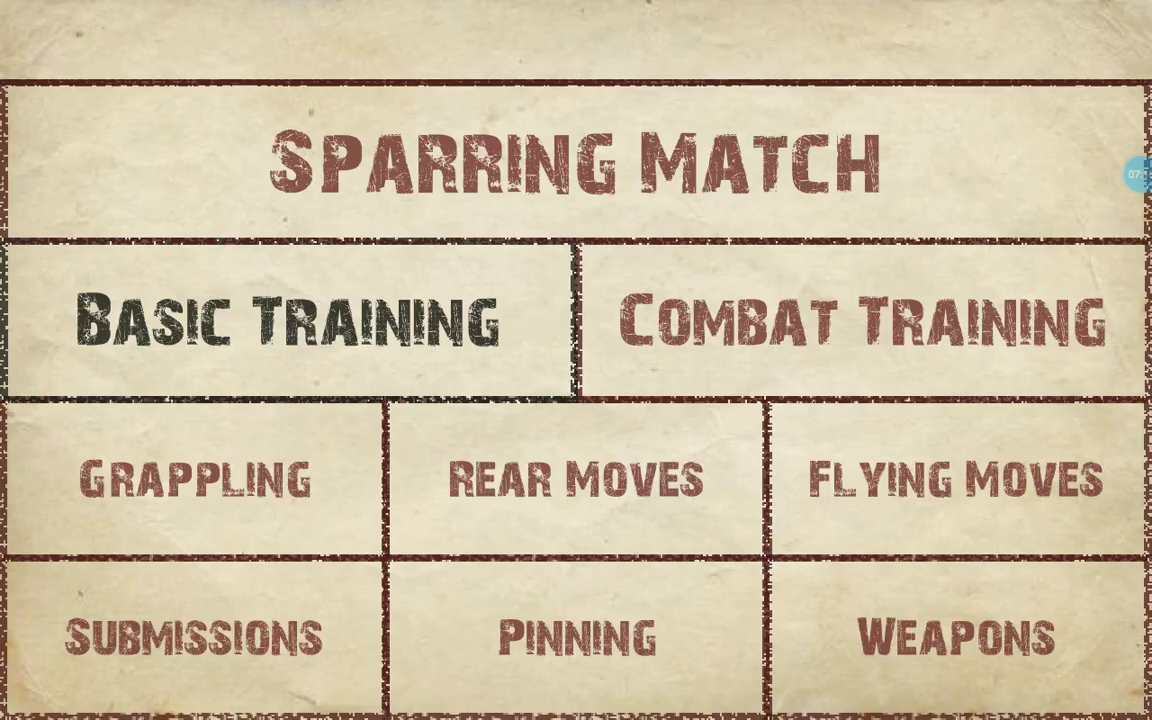 Sparring Match
Basic Training
Combat Training
Grappling
Rear Moves
Flying Moves
Submissions
Pinning
Weapons